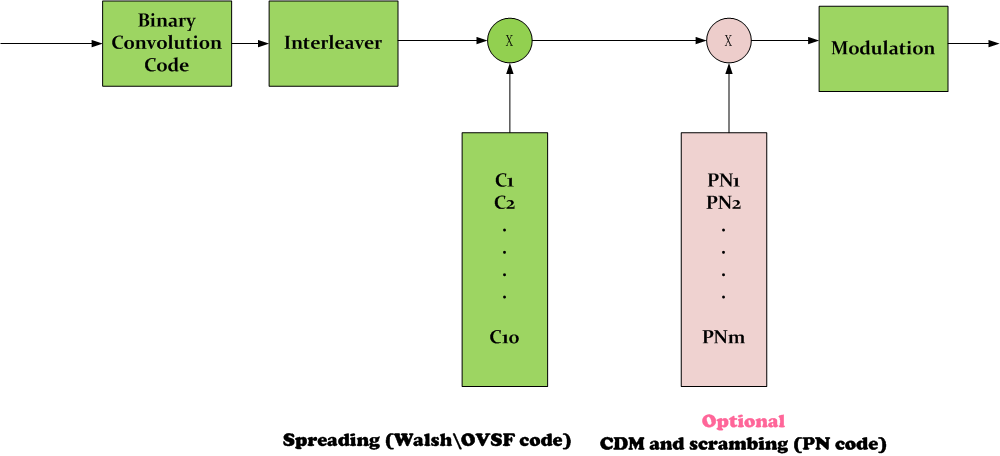 Binary
Convolution
Code
Interleaver
X
X
Modulation
C1
C2
.
.
.
.
C10
PN1
PN2
.
.
.
.
PNm
Spreading (Walsh\OVSF code)
Optional
CDM and scrambing (PN code)